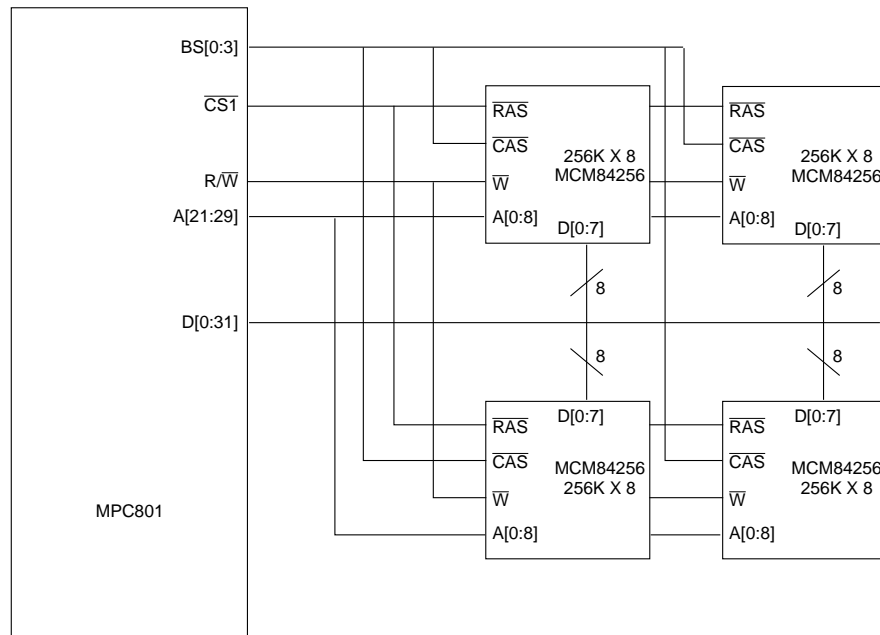 BS[0:3]
CS1
R/W
A[21:29]
D[0:31]
MPC801
RAS
CAS
W
A[0:8]
256K X 8
MCM84256
D[0:7]
RAS
CAS
W
A[0:8]
256K X 8
MCM84256
D[0:7]
8
8
8
8
D[0:7]
RAS
CAS
W
A[0:8]
MCM84256
256K X 8
D[0:7]
RAS
CAS
W
A[0:8]
MCM84256
256K X 8